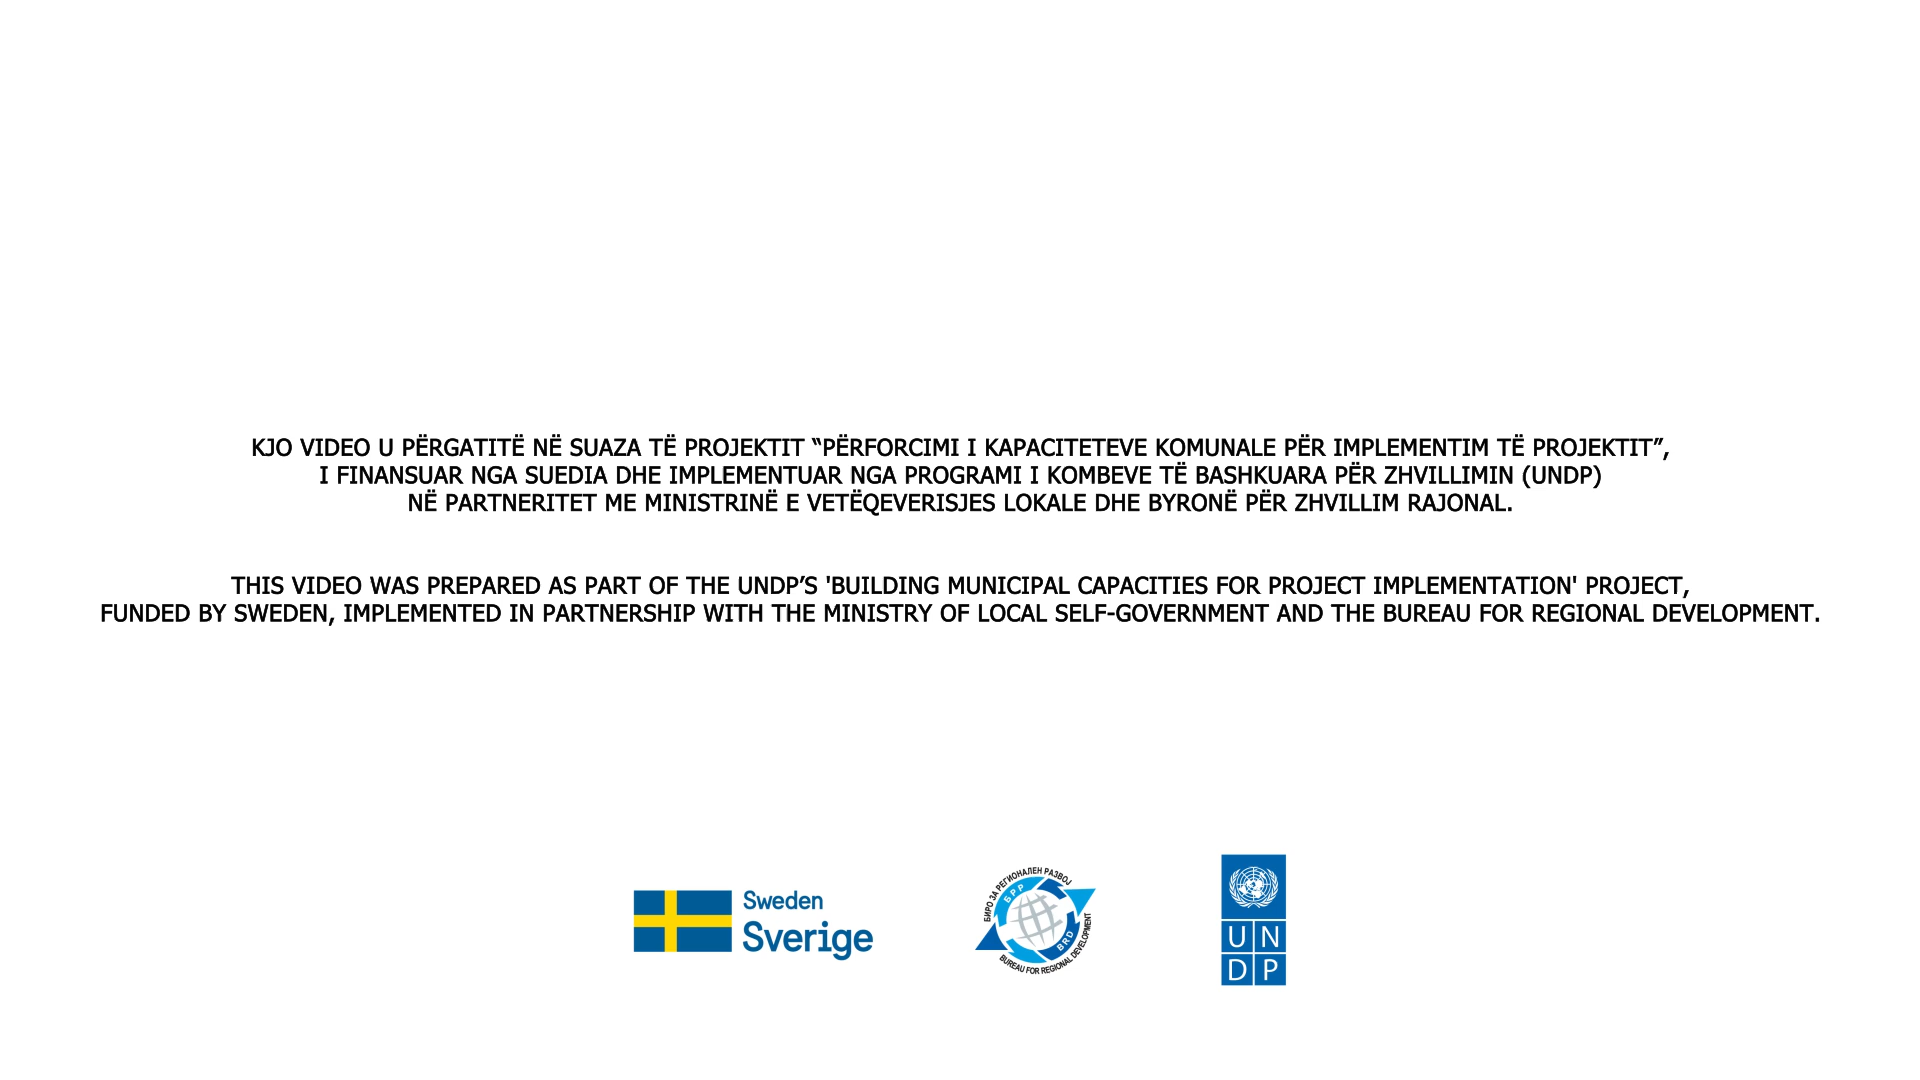 KJO VIDEO U PËRGATITË NË SUAZA TË PROJEKTIT “PËRFORCIMI I KAPACITETEVE KOMUNALE PËR IMPLEMENTIM TË PROJEKTIT”,
I FINANSUAR NGA SUEDIA DHE IMPLEMENTUAR NGA PROGRAMI I KOMBEVE TË BASHKUARA PËR ZHVILLIMIN (UNDP)
NË PARTNERITET ME MINISTRINË E VETËQEVERISJES LOKALE DHE BYRONË PËR ZHVILLIM RAJONAL.
THIS VIDEO WAS PREPARED AS PART OF THE UNDP’S 'BUILDING MUNICIPAL CAPACITIES FOR PROJECT IMPLEMENTATION' PROJECT,
FUNDED BY SWEDEN, IMPLEMENTED IN PARTNERSHIP WITH THE MINISTRY OF LOCAL SELF-GOVERNMENT AND THE BUREAU FOR REGIONAL DEVELOPMENT.
Sweden
Sverige
БИРО ЗА РЕГИОНАЛЕН РАЗВОЈ
БРР
BRD
BUREAU FOR REGIONAL DEVELOPMENT
UN
DP